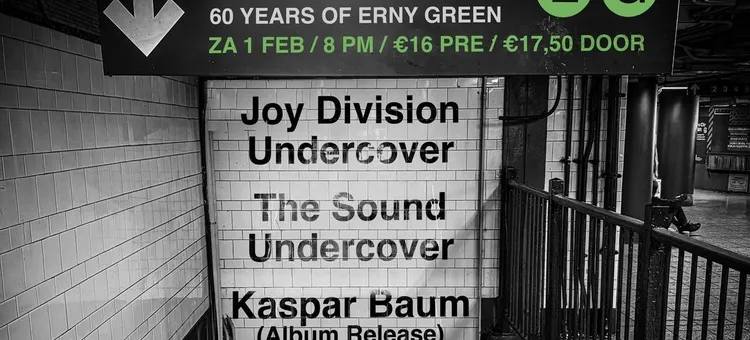 60 YEARS OF ERNY GREEN
ZA 1 FEB / 8 PM / €16 PRE / €17,50 DOOR
Joy Division
Undercover
The Sound
Undercover
Kaspar Baum
(Album Release)